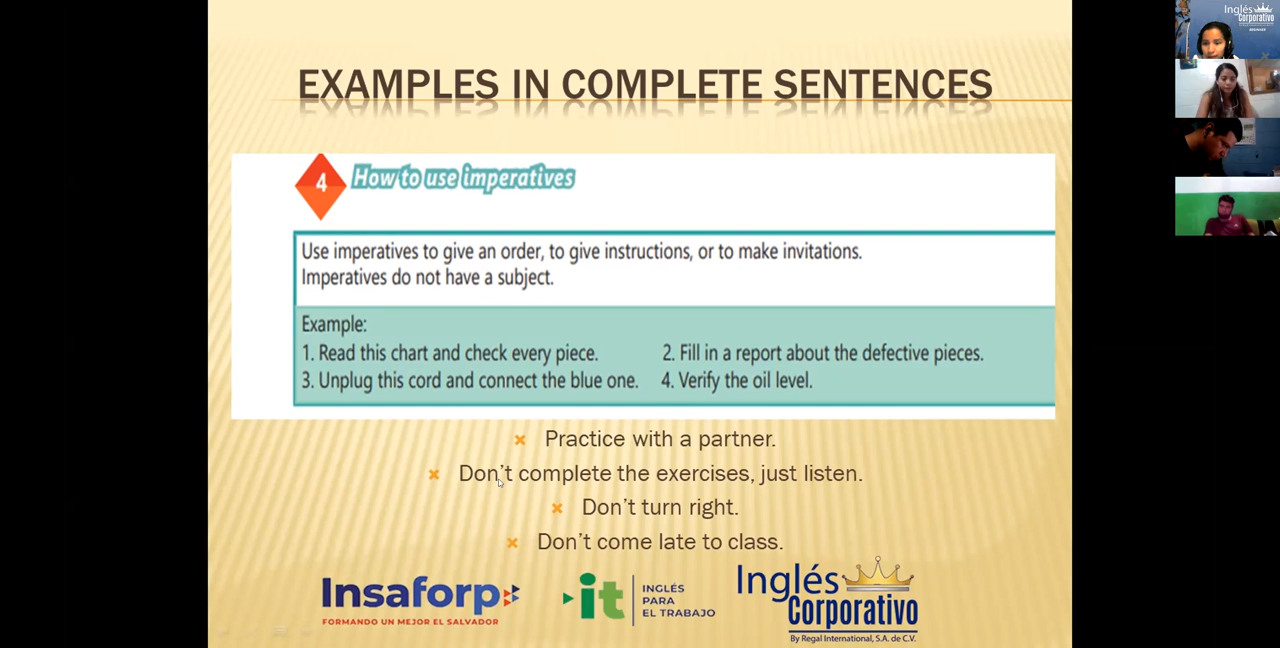 EXAMPLES IN COMPLETE SENTENCES
4 How to use imperatives
Use imperatives to give an order, to give instructions, or to make invitations.
Imperatives do not have a subject.
Example:
1. Read this chart and check every piece. 2. Fill in a report about the defective pieces.
3. Unplug this cord and connect the blue one. 4. Verify the oil level.
Practice with a partner.
Don't complete the exercises, just listen.
Don't turn right.
Don't come late to class.
Insaforp
FORMANDO UN MEJOR EL SALVADOR
it
INGLÉS
PARA
EL TRABAJO
Inglés
Corporativo
By Regal International, S.A. de C.V.
Inglés
Corporativo